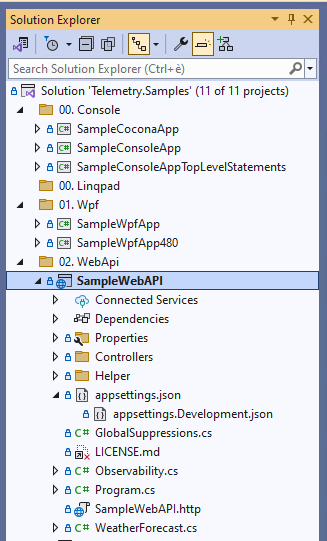 Solution Explorer
Search Solution Explorer (Ctrl+è)
Solution 'Telemetry.Samples' (11 of 11 projects)
00. Console
C# SampleCoconaApp
C# SampleConsoleApp
C# SampleConsoleAppTopLevelStatements
00. Linqpad
01. Wpf
C# SampleWpfApp
C# SampleWpfApp480
02. WebApi
SampleWebAPI
Connected Services
Dependencies
Properties
Controllers
Helper
appsettings.json
appsettings.Development.json
C# GlobalSuppressions.cs
LICENSE.md
C# Observability.cs
C# Program.cs
SampleWebAPI.http
C# WeatherForecast.cs